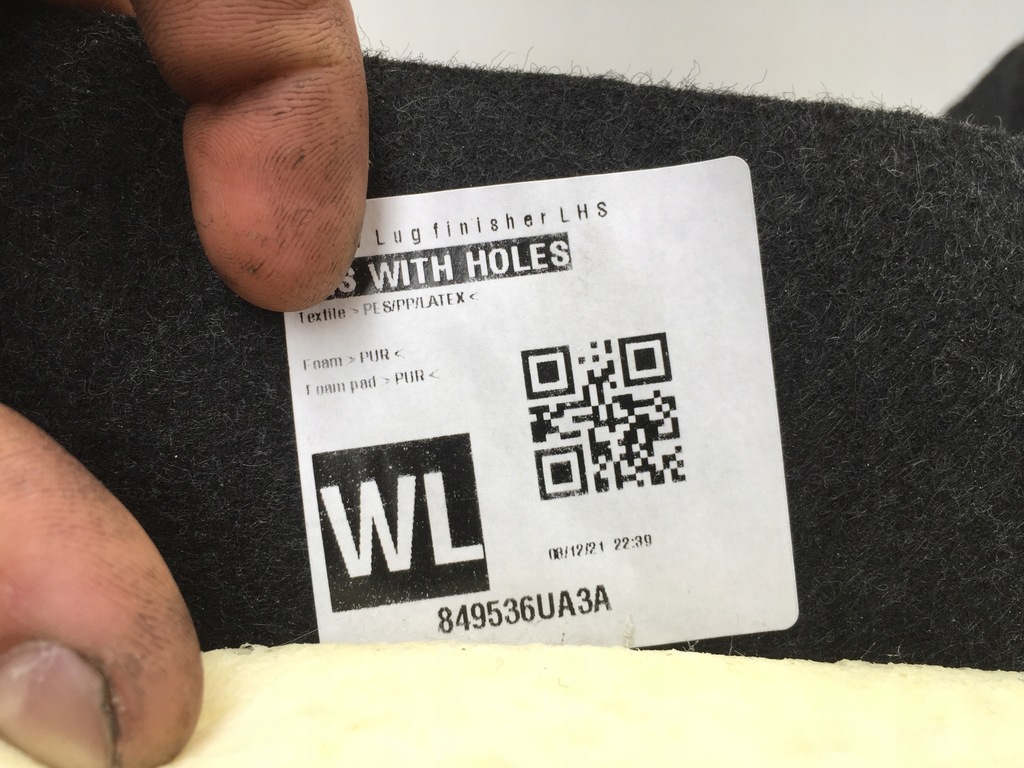 Lug finisher LHS
WITH HOLES
Textile > PES/PP/LATEX <
Foam > PUR <
Foam pad > PUR <
WL
08/12/21 22:39
849536UA3A